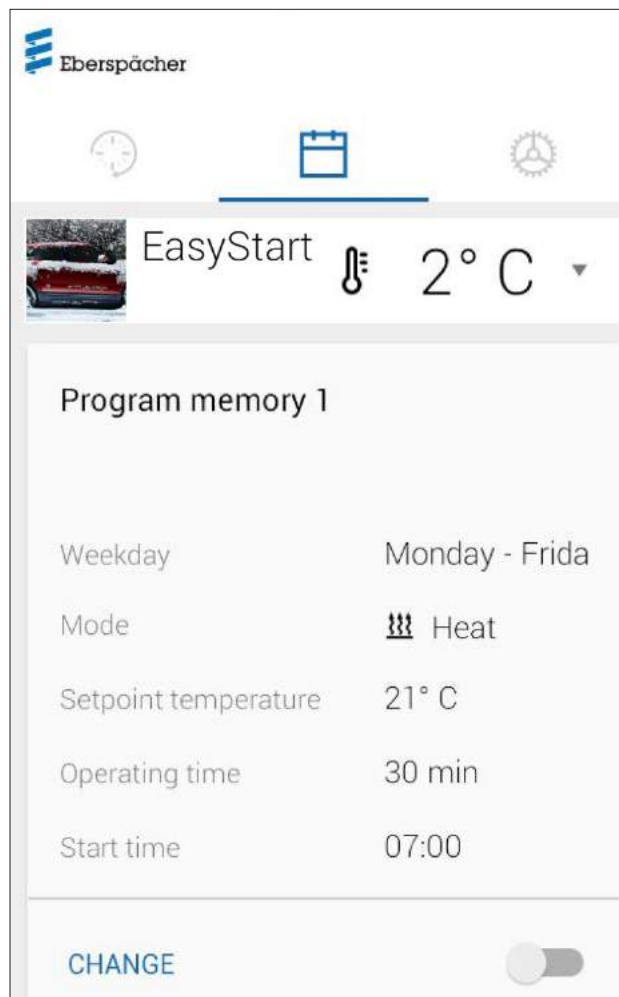 Eberspächer
EasyStart 2° C
Program memory 1
Weekday Monday - Frida
Mode Heat
Setpoint temperature 21° C
Operating time 30 min
Start time 07:00
CHANGE